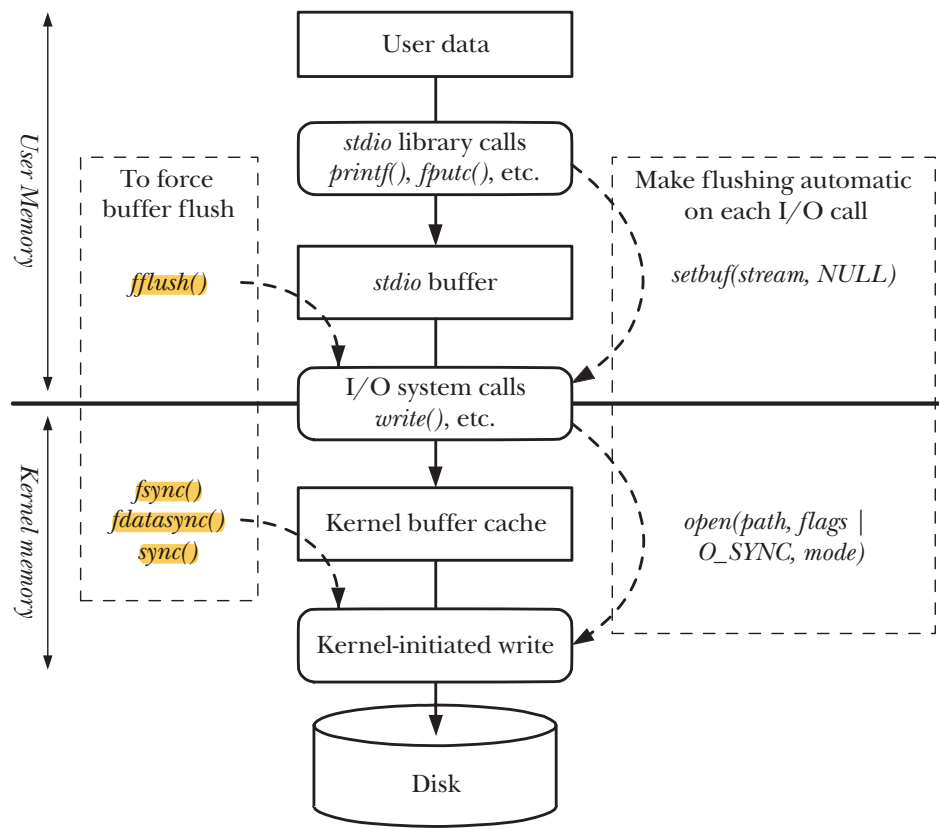 User data
User Memory
stdio library calls
printf(), fputc(), etc.
To force
buffer flush
Make flushing automatic
on each I/O call
fflush()
stdio buffer
setbuf(stream, NULL)
I/O system calls
write(), etc.
Kernel memory
fsync()
fdatasync()
sync()
Kernel buffer cache
open(path, flags |
O_SYNC, mode)
Kernel-initiated write
Disk